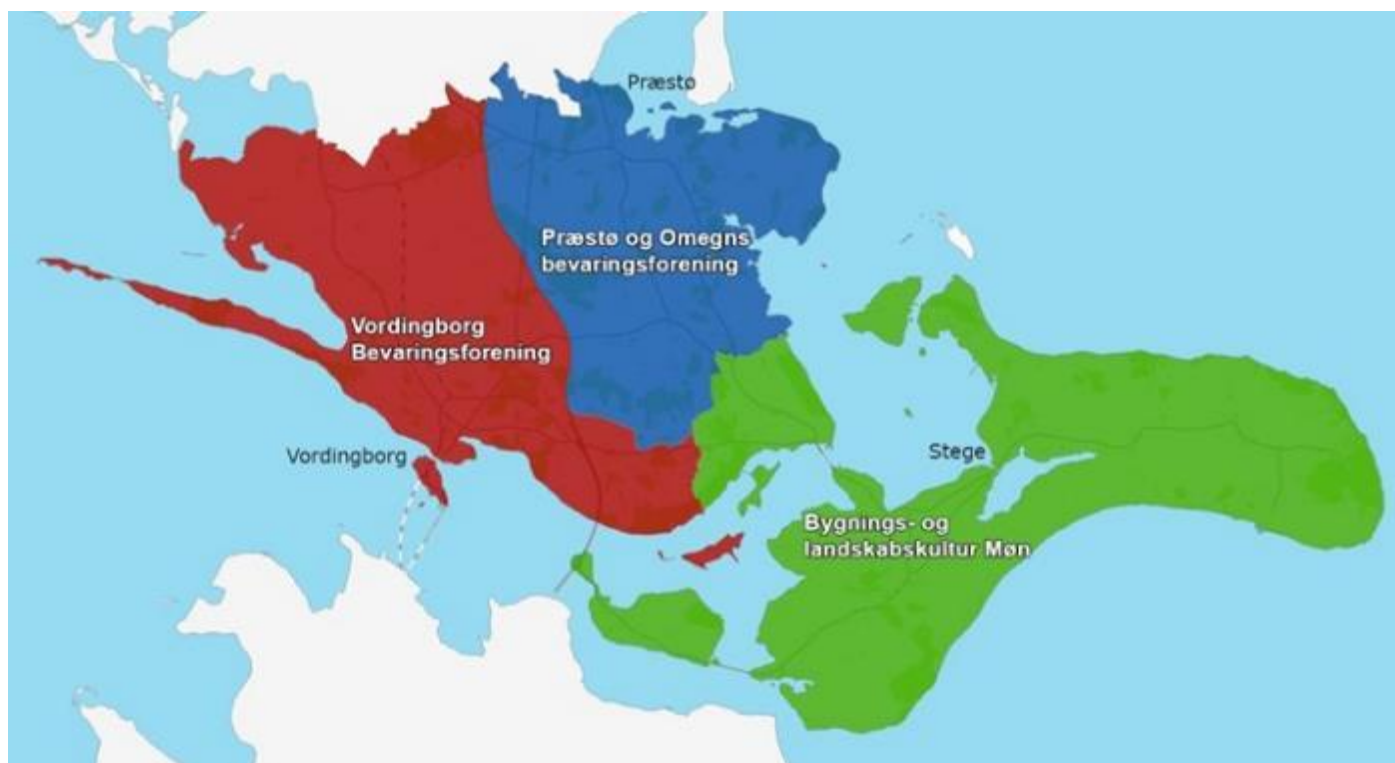 Præstø
Præstø og Omegns
bevaringsforening
Vordingborg
Bevaringsforening
Vordingborg
Stege
Bygnings- og
landskabskultur Møn